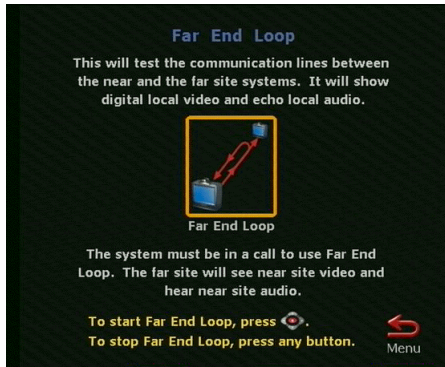 Far End Loop
This will test the communication lines between
the near and the far site systems. It will show
digital local video and echo local audio.
Far End Loop
The system must be in a call to use Far End
Loop. The far site will see near site video and
hear near site audio.
To start Far End Loop, press .
To stop Far End Loop, press any button.
Menu